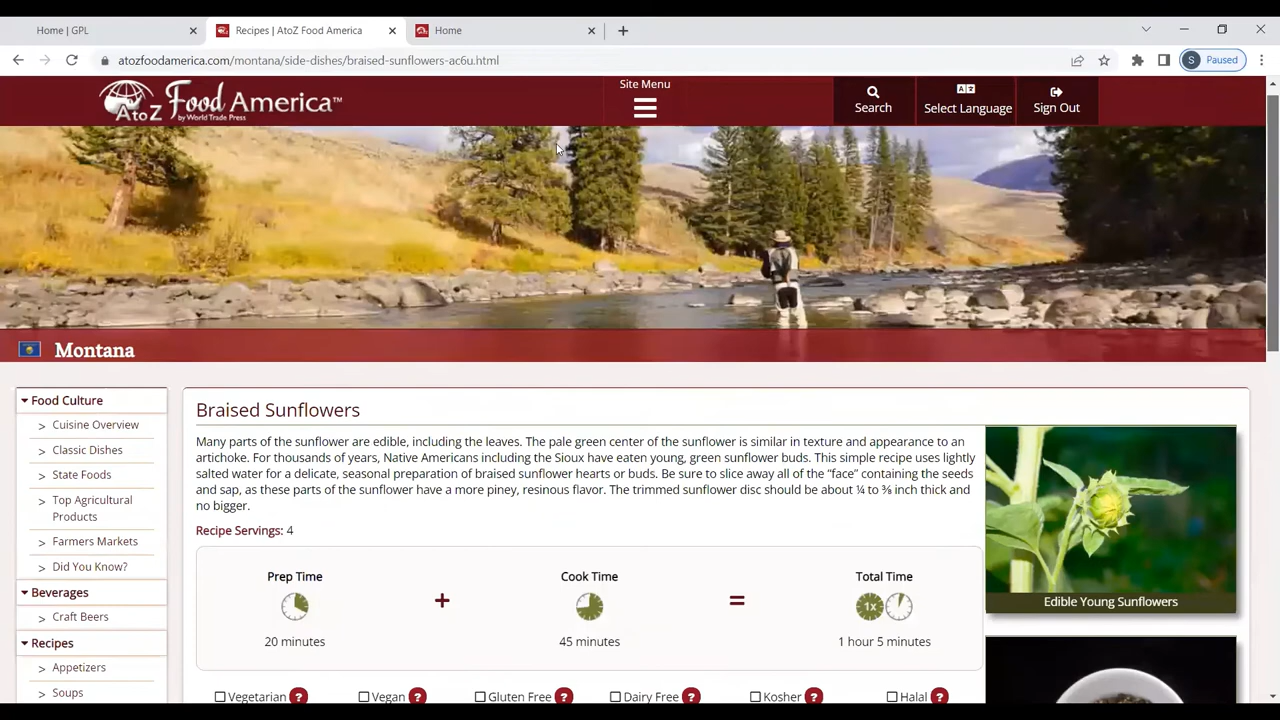 Home | GPL
Recipes | AtoZ Food America
Home
atozfoodamerica.com/montana/side-dishes/braised-sunflowers-ac6u.html
S Paused
AtoZ Food America™
by World Trade Press
Site Menu
Search
Select Language
Sign Out
Montana
Food Culture
> Cuisine Overview
> Classic Dishes
> State Foods
> Top Agricultural
Products
> Farmers Markets
> Did You Know?
Beverages
> Craft Beers
Recipes
> Appetizers
> Soups
Braised Sunflowers
Many parts of the sunflower are edible, including the leaves. The pale green center of the sunflower is similar in texture and appearance to an
artichoke. For thousands of years, Native Americans including the Sioux have eaten young, green sunflower buds. This simple recipe uses lightly
salted water for a delicate, seasonal preparation of braised sunflower hearts or buds. Be sure to slice away all of the “face” containing the seeds
and sap, as these parts of the sunflower have a more piney, resinous flavor. The trimmed sunflower disc should be about ¼ to ⅜ inch thick and
no bigger.
Recipe Servings: 4
Prep Time + Cook Time = Total Time
1x
20 minutes 45 minutes 1 hour 5 minutes
Vegetarian ? Vegan ? Gluten Free ? Dairy Free ? Kosher ? Halal ?
Edible Young Sunflowers